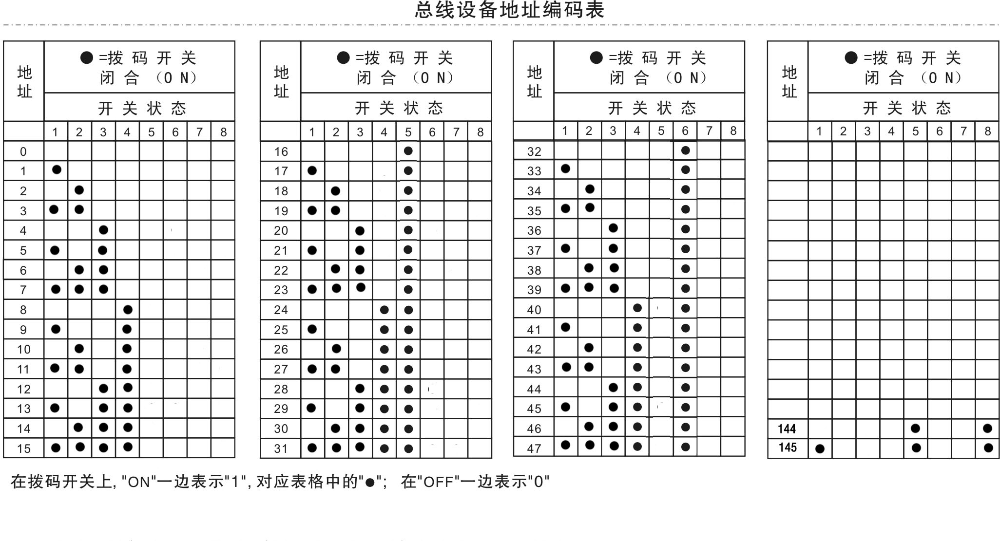 总线设备地址编码表
地址
●=拨码开关
闭合（ON）
开关状态
1 2 3 4 5 6 7 8
0
1 ●
2 ●
3 ● ●
4 ●
5 ● ●
6 ● ●
7 ● ● ●
8 ●
9 ● ●
10 ● ●
11 ● ● ●
12 ● ●
13 ● ● ●
14 ● ● ●
15 ● ● ● ●
地址
●=拨码开关
闭合（ON）
开关状态
1 2 3 4 5 6 7 8
16 ●
17 ● ●
18 ● ●
19 ● ● ●
20 ● ●
21 ● ● ●
22 ● ● ●
23 ● ● ● ●
24 ● ●
25 ● ● ●
26 ● ● ●
27 ● ● ● ●
28 ● ● ●
29 ● ● ● ●
30 ● ● ● ●
31 ● ● ● ● ●
地址
●=拨码开关
闭合（ON）
开关状态
1 2 3 4 5 6 7 8
32 ●
33 ● ●
34 ● ●
35 ● ● ●
36 ● ●
37 ● ● ●
38 ● ● ●
39 ● ● ● ●
40 ● ●
41 ● ● ●
42 ● ● ●
43 ● ● ● ●
44 ● ● ●
45 ● ● ● ●
46 ● ● ● ●
47 ● ● ● ● ●
地址
●=拨码开关
闭合（ON）
开关状态
1 2 3 4 5 6 7 8
144 ● ●
145 ● ● ●
在拨码开关上, "ON"一边表示"1", 对应表格中的"●"; 在"OFF"一边表示"0"